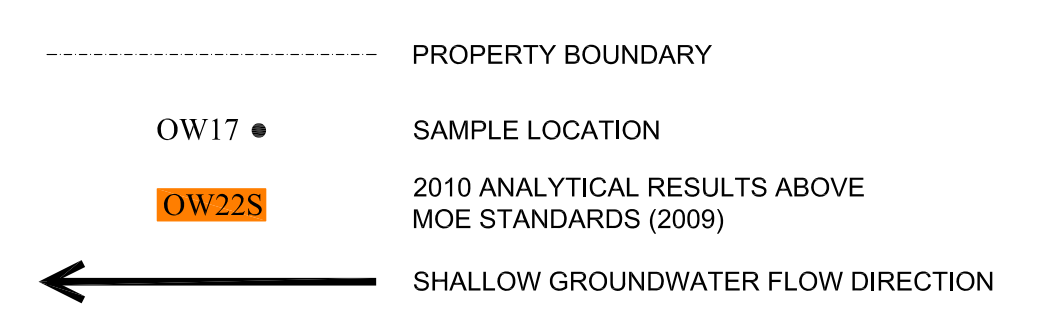 PROPERTY BOUNDARY
OW17 SAMPLE LOCATION
OW22S 2010 ANALYTICAL RESULTS ABOVE
MOE STANDARDS (2009)
SHALLOW GROUNDWATER FLOW DIRECTION